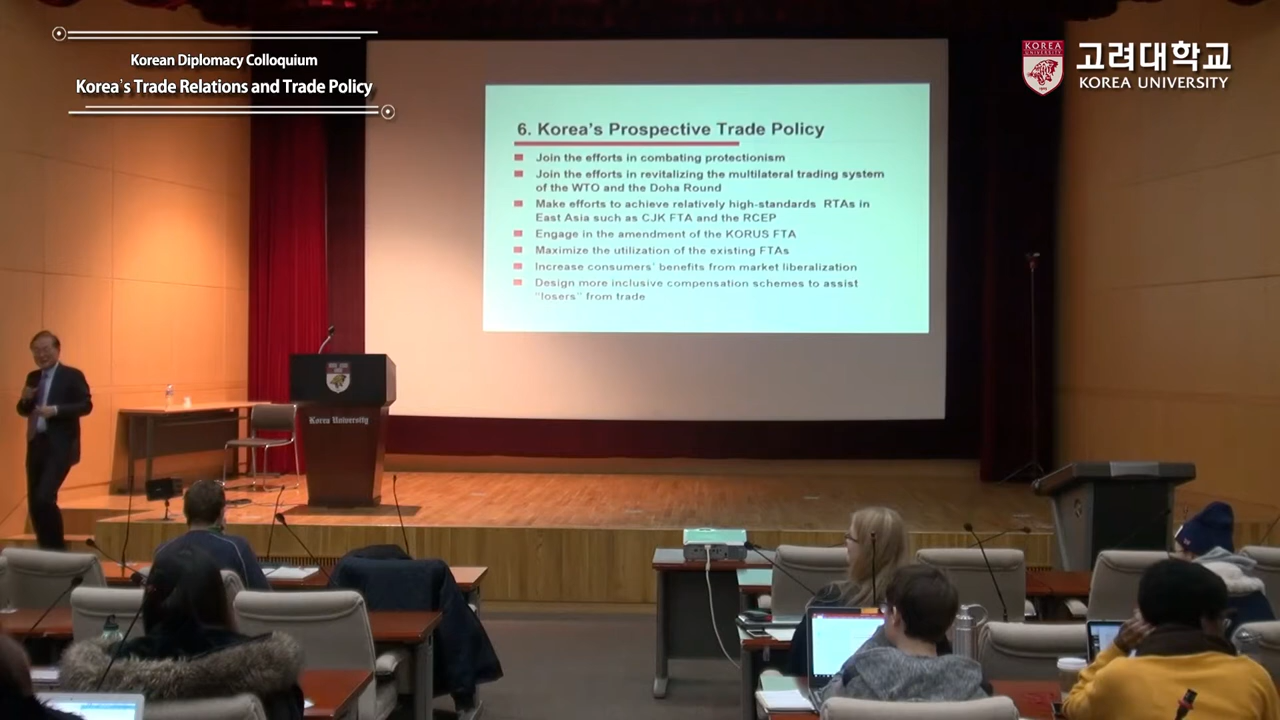 Korean Diplomacy Colloquium
Korea's Trade Relations and Trade Policy
KOREA
UNIVERSITY
고려대학교
KOREA UNIVERSITY
6. Korea's Prospective Trade Policy
Join the efforts in combating protectionism
Join the efforts in revitalizing the multilateral trading system
of the WTO and the Doha Round
Make efforts to achieve relatively high-standards RTAs in
East Asia such as CJK FTA and the RCEP
Engage in the amendment of the KORUS FTA
Maximize the utilization of the existing FTAs
Increase consumers' benefits from market liberalization
Design more inclusive compensation schemes to assist
"losers" from trade
Korea University